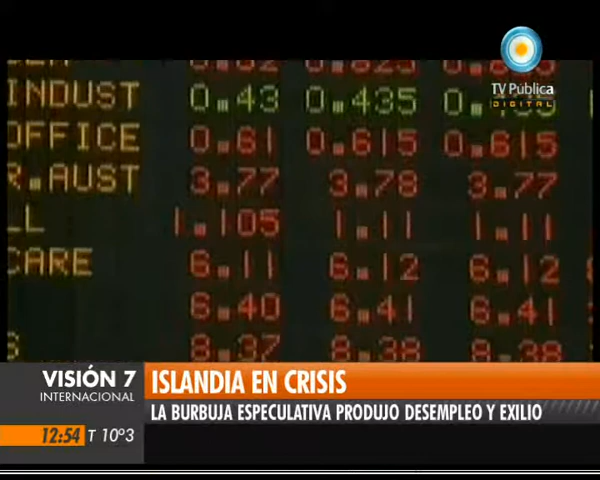 TV Pública
DIGITAL
INDUST 0.43 0.435
OFFICE 0.61 0.615 0.615
R.AUST 3.77 3.78 3.77
LL 1.105 1.11 1.11
CARE 6.11 6.12 6.12
6.40 6.41 6.41
S 8.37 8.38 8.38
VISIÓN 7
INTERNACIONAL
ISLANDIA EN CRISIS
LA BURBUJA ESPECULATIVA PRODUJO DESEMPLEO Y EXILIO
12:54 T 10º3